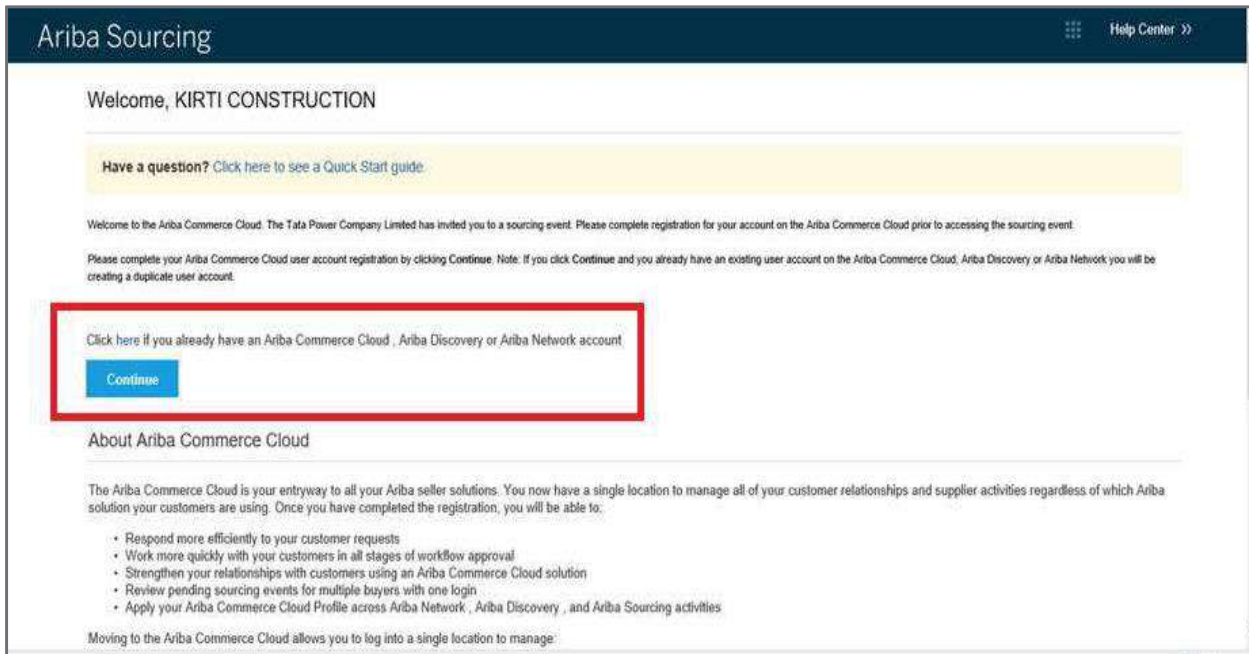 Ariba Sourcing
Help Center »
Welcome, KIRTI CONSTRUCTION
Have a question? Click here to see a Quick Start guide.
Welcome to the Ariba Commerce Cloud. The Tata Power Company Limited has invited you to a sourcing event. Please complete registration for your account on the Ariba Commerce Cloud prior to accessing the sourcing event.
Please complete your Ariba Commerce Cloud user account registration by clicking Continue. Note: If you click Continue and you already have an existing user account on the Ariba Commerce Cloud, Ariba Discovery or Ariba Network you will be
creating a duplicate user account.
Click here if you already have an Ariba Commerce Cloud , Ariba Discovery or Ariba Network account
Continue
About Ariba Commerce Cloud
The Ariba Commerce Cloud is your entryway to all your Ariba seller solutions. You now have a single location to manage all of your customer relationships and supplier activities regardless of which Ariba
solution your customers are using. Once you have completed the registration, you will be able to:
• Respond more efficiently to your customer requests
• Work more quickly with your customers in all stages of workflow approval
• Strengthen your relationships with customers using an Ariba Commerce Cloud solution
• Review pending sourcing events for multiple buyers with one login
• Apply your Ariba Commerce Cloud Profile across Ariba Network , Ariba Discovery , and Ariba Sourcing activities
Moving to the Ariba Commerce Cloud allows you to log into a single location to manage: